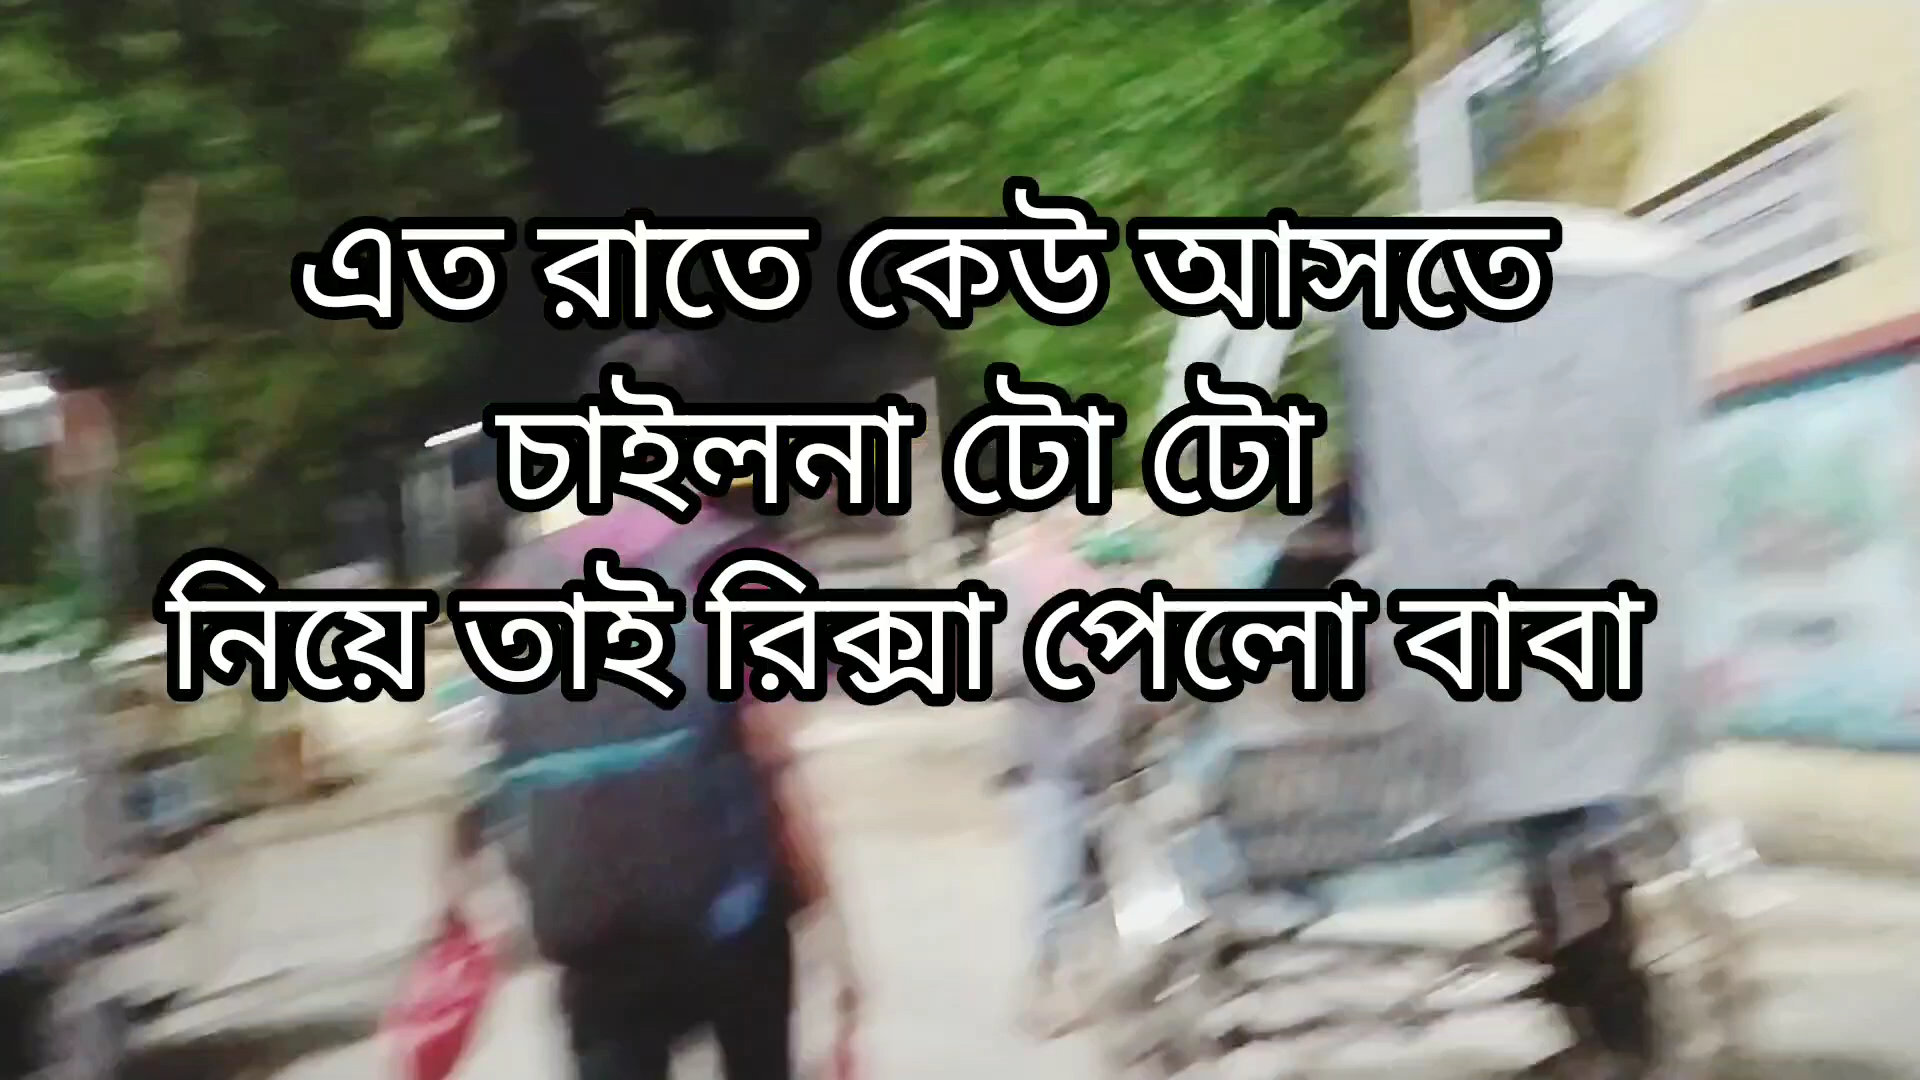 এত রাতে কেউ আসতে
চাইলনা টো টো
নিয়ে তাই রিক্সা পেলো বাবা